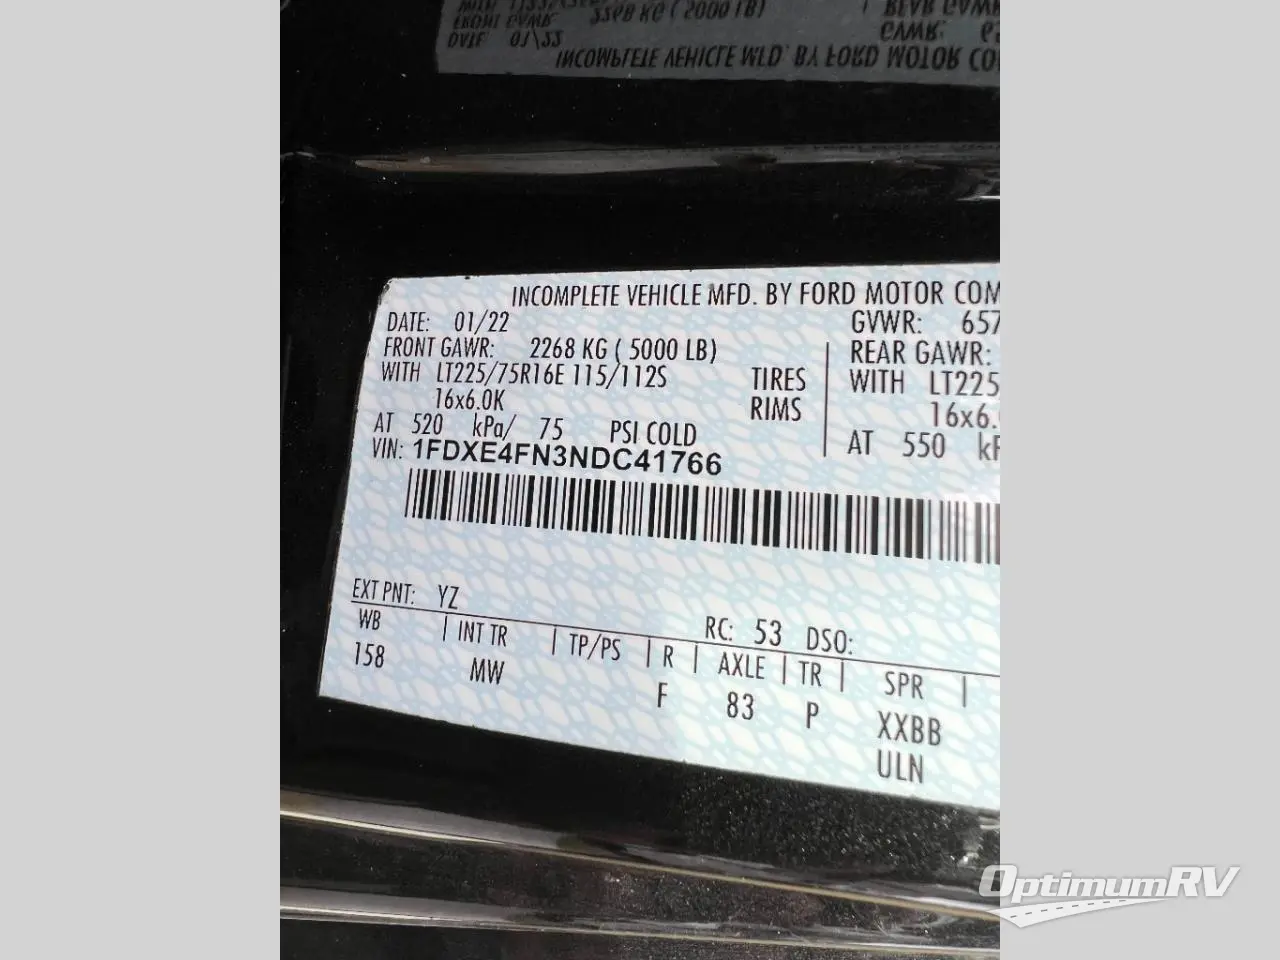 INCOMPLETE VEHICLE MFD. BY FORD MOTOR COM
DATE: 01/22 GVWR: 657
FRONT GAWR: 2268 KG ( 5000 LB) REAR GAWR:
WITH LT225/75R16E 115/112S TIRES WITH LT225
16x6.0K RIMS 16x6.
AT 520 kPa/ 75 PSI COLD AT 550 kP
VIN: 1FDXE4FN3NDC41766
EXT PNT: YZ RC: 53 DSO:
WB INT TR TP/PS R AXLE TR SPR
158 MW F 83 P XXBB
ULN
OptimumRV